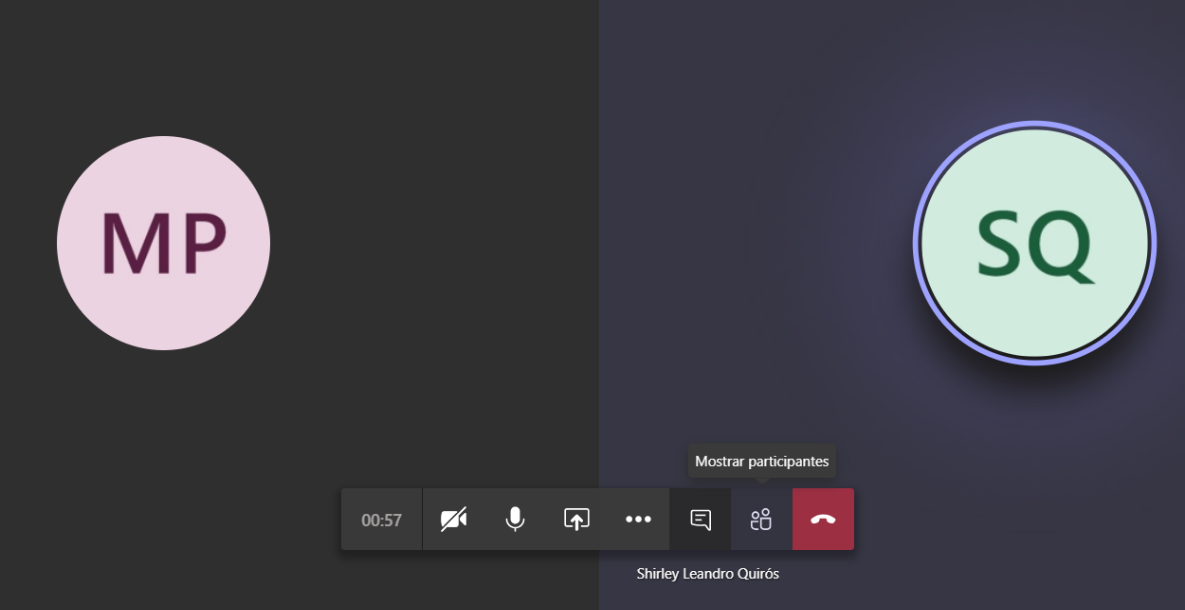 MP
SQ
Mostrar participantes
00:57
Shirley Leandro Quirós